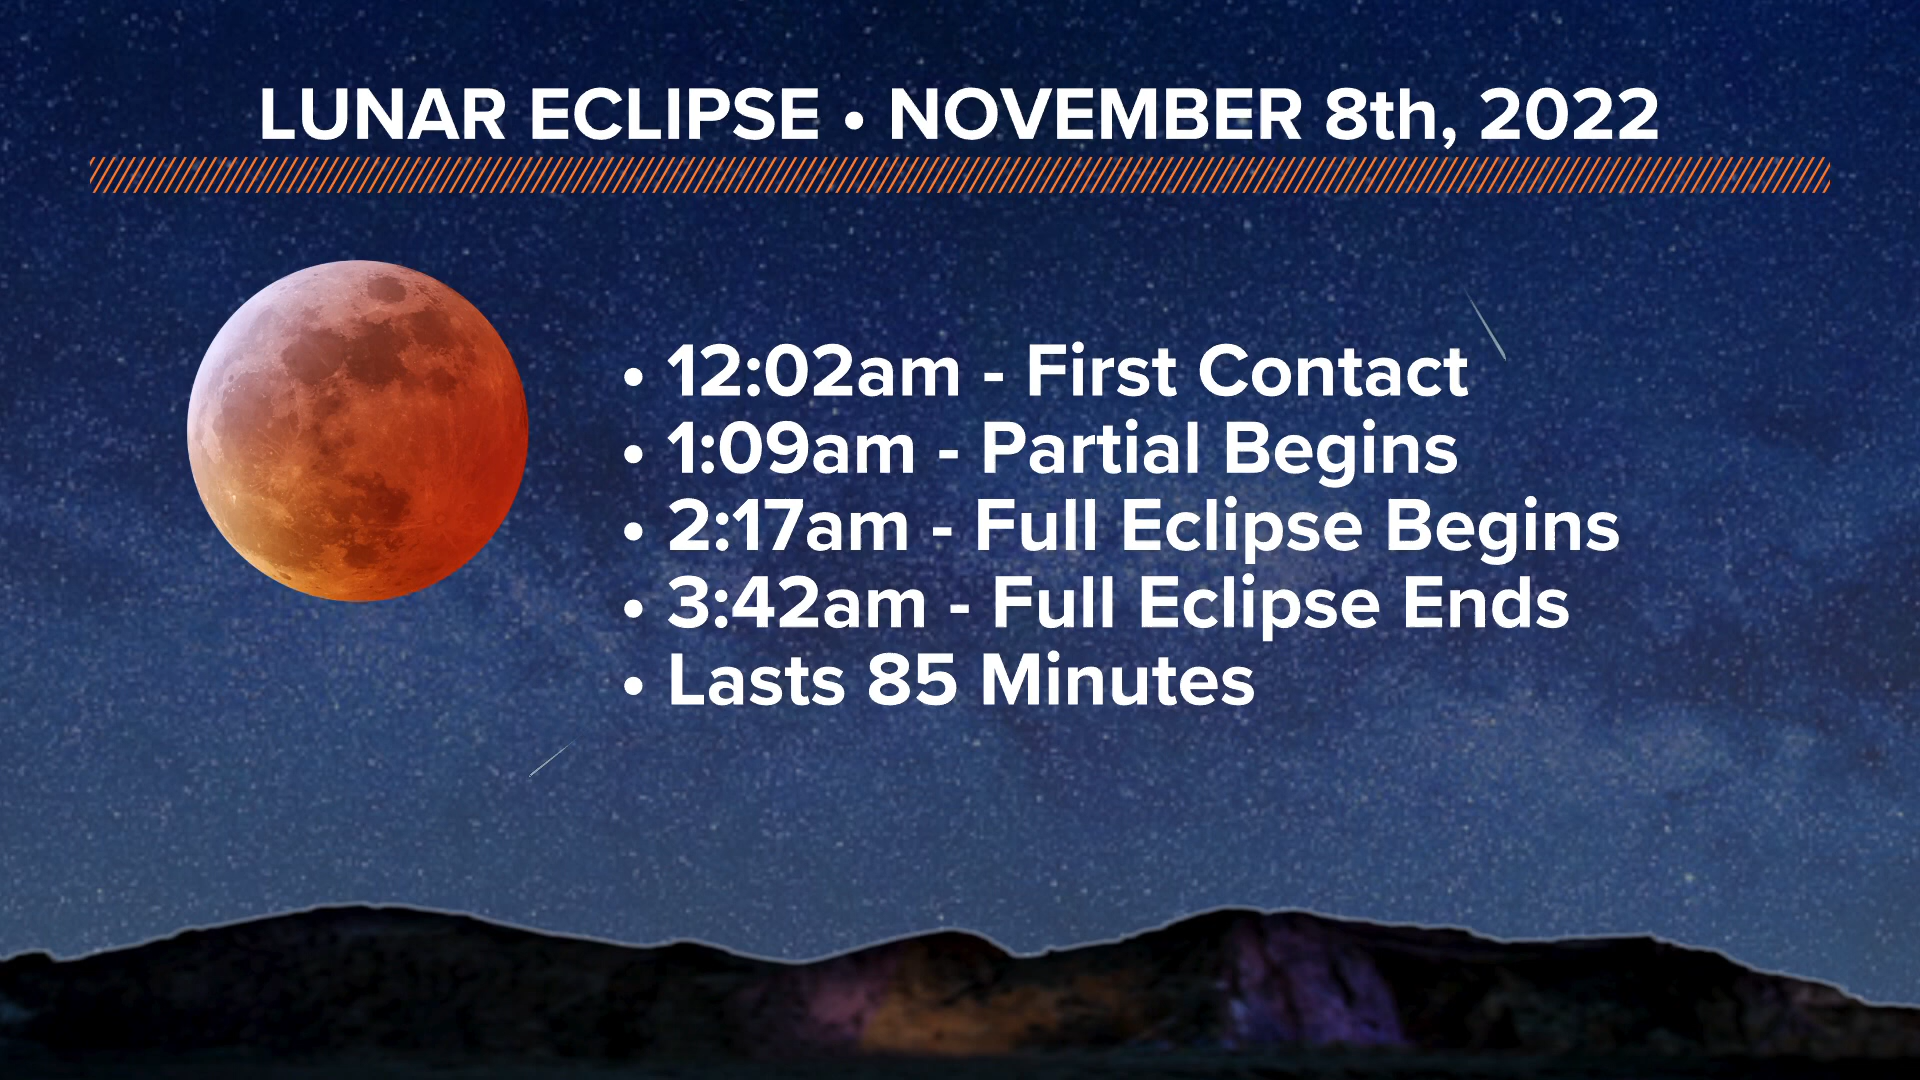 LUNAR ECLIPSE • NOVEMBER 8th, 2022
• 12:02am - First Contact
• 1:09am - Partial Begins
• 2:17am - Full Eclipse Begins
• 3:42am - Full Eclipse Ends
• Lasts 85 Minutes